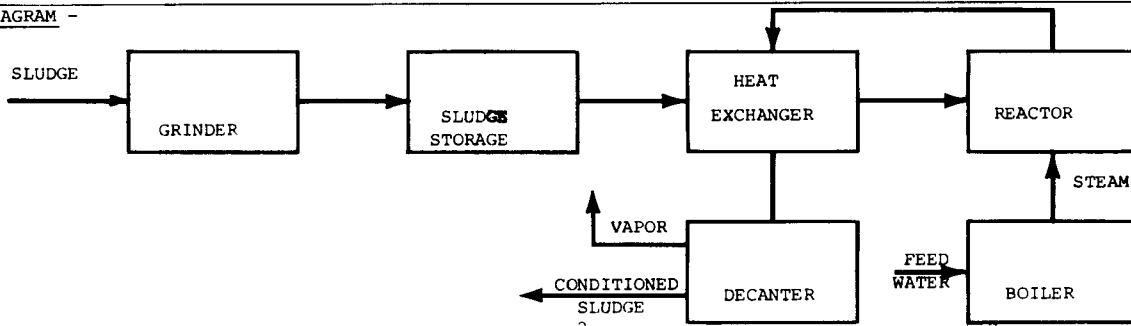 AGRAM -
SLUDGE
GRINDER
SLUDGE
STORAGE
HEAT
EXCHANGER
REACTOR
STEAM
VAPOR
CONDITIONED
SLUDGE
DECANTER
FEED
WATER
BOILER